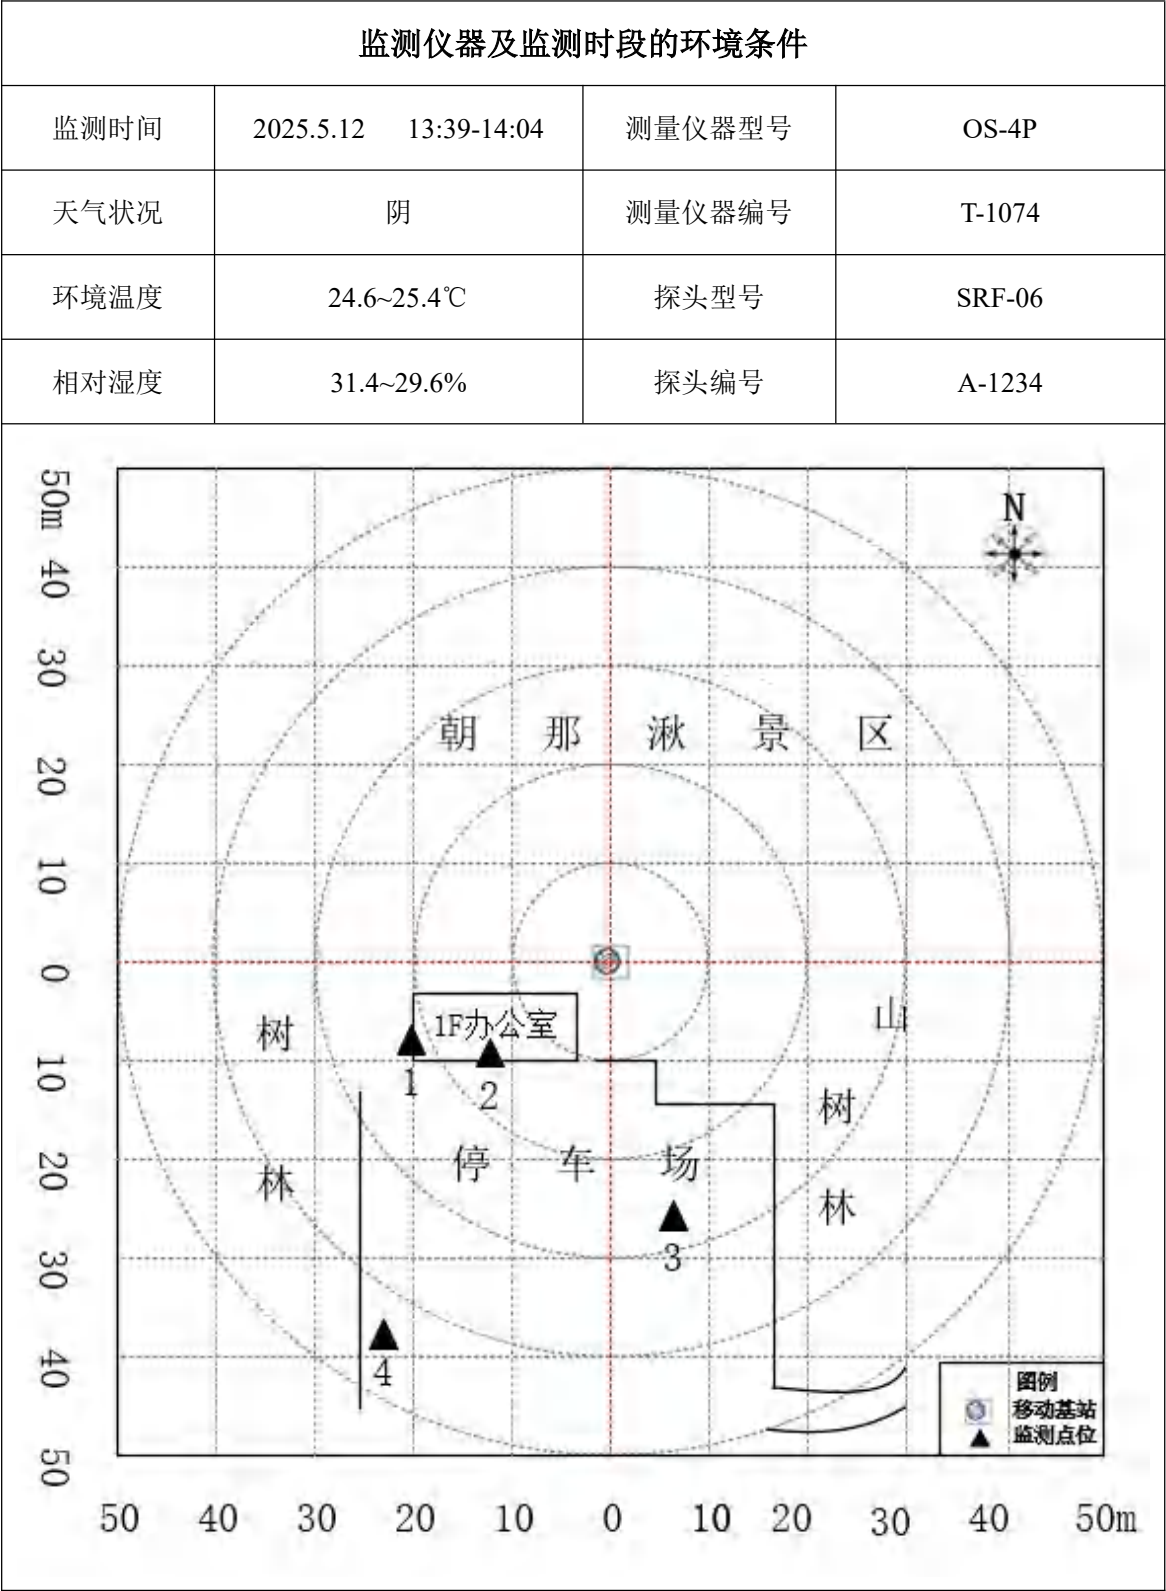 监测仪器及监测时段的环境条件
监测时间 2025.5.12 13:39-14:04 测量仪器型号 OS-4P
天气状况 阴 测量仪器编号 T-1074
环境温度 24.6~25.4℃ 探头型号 SRF-06
相对湿度 31.4~29.6% 探头编号 A-1234
50m
40
30
20
10
0
10
20
30
40
50
N
朝那湫景区
1F办公室
树林
山
树林
1
2
停车场
3
4
图例
移动基站
监测点位
50 40 30 20 10 0 10 20 30 40 50m